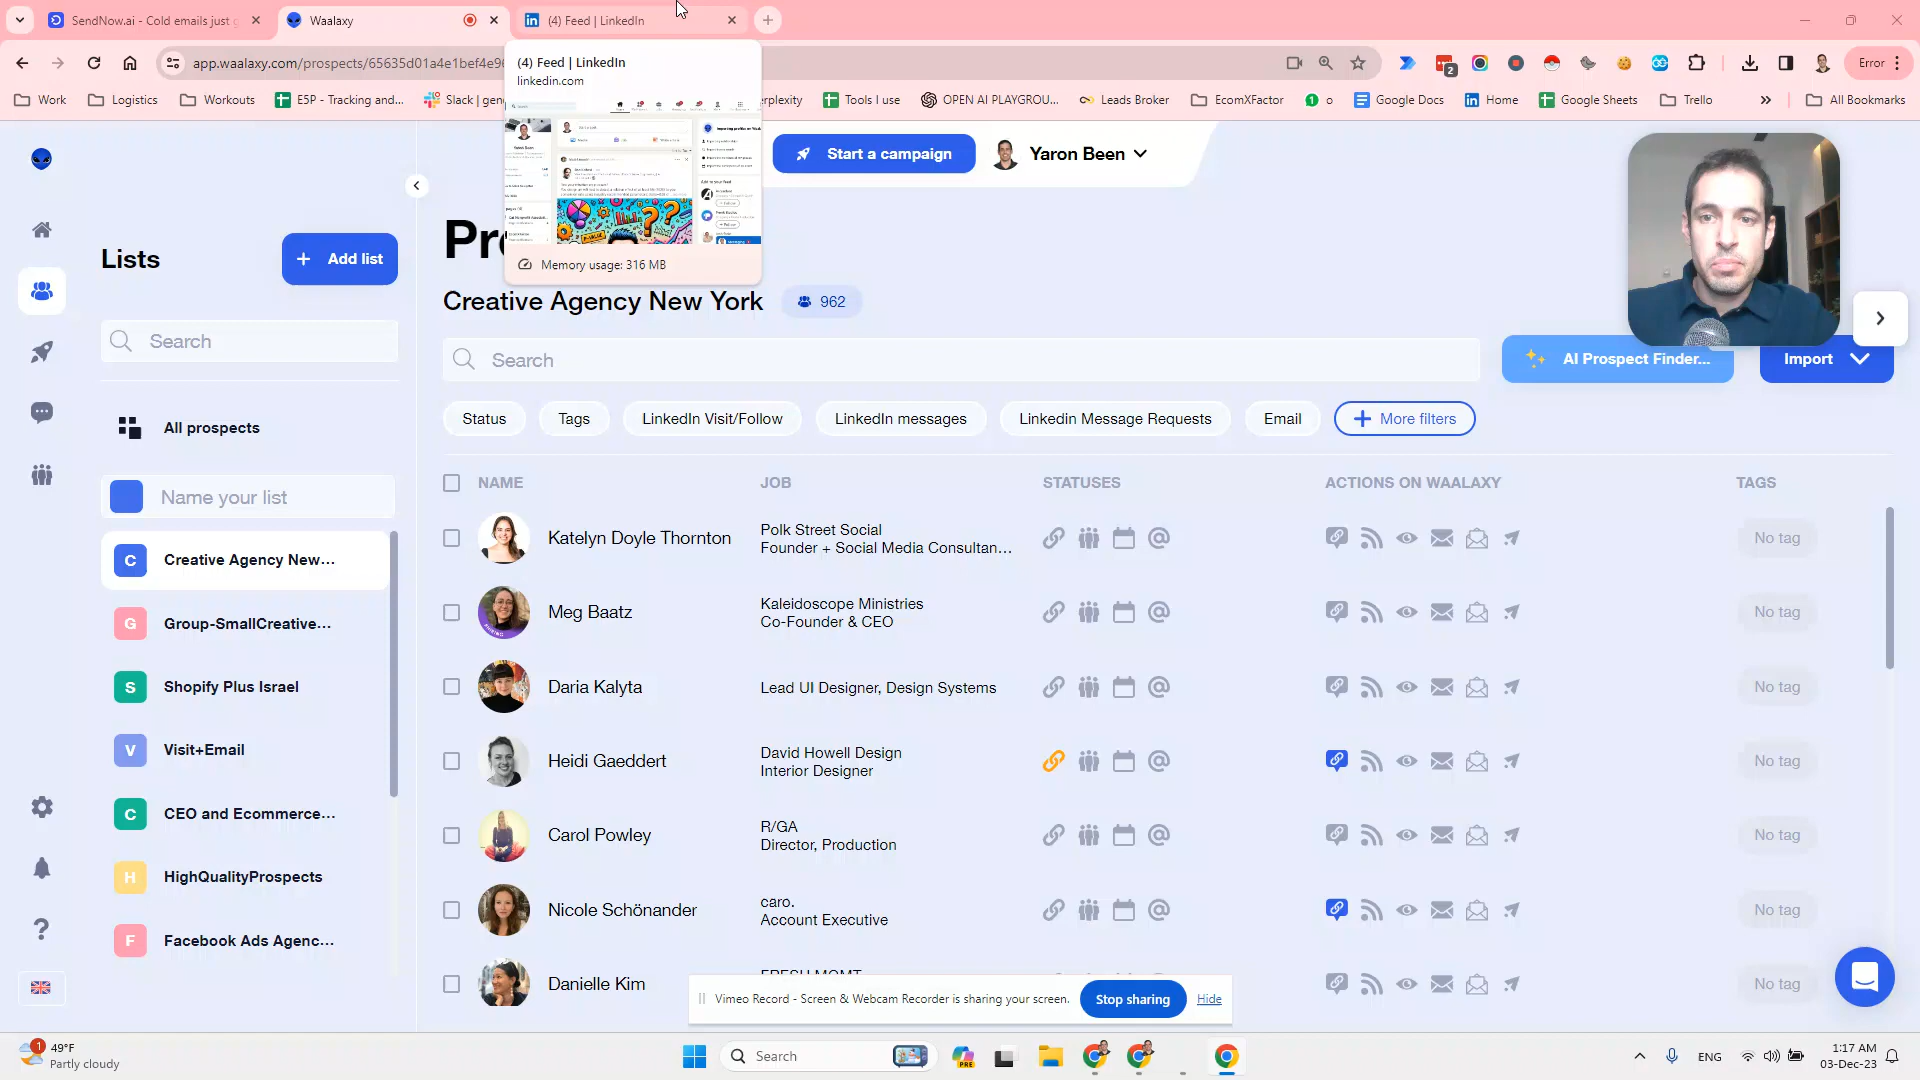 SendNow.ai - Cold emails just g
Waalaxy
(4) Feed | LinkedIn
app.waalaxy.com/prospects/65635d01a4e1bef4e9
2
Error
Work
Logistics
Workouts
E5P - Tracking and...
Slack | gen
erplexity
Tools I use
OPEN AI PLAYGROU...
Leads Broker
EcomXFactor
1 o
Google Docs
Home
Google Sheets
Trello
All Bookmarks
(4) Feed | LinkedIn
linkedin.com
Memory usage: 316 MB
Start a campaign
Yaron Been
Lists
Add list
Search
All prospects
Name your list
C Creative Agency New...
G Group-SmallCreative...
S Shopify Plus Israel
V Visit+Email
C CEO and Ecommerce...
H HighQualityProspects
F Facebook Ads Agenc...
Creative Agency New York 962
Search
AI Prospect Finder...
Import
Status
Tags
LinkedIn Visit/Follow
LinkedIn messages
Linkedin Message Requests
Email
More filters
NAME JOB STATUSES ACTIONS ON WAALAXY TAGS
Katelyn Doyle Thornton
Polk Street Social
Founder + Social Media Consultan...
No tag
Meg Baatz
Kaleidoscope Ministries
Co-Founder & CEO
No tag
Daria Kalyta
Lead UI Designer, Design Systems
No tag
Heidi Gaeddert
David Howell Design
Interior Designer
No tag
Carol Powley
R/GA
Director, Production
No tag
Nicole Schönander
caro.
Account Executive
No tag
Danielle Kim
No tag
Vimeo Record - Screen & Webcam Recorder is sharing your screen.
Stop sharing
Hide
1
49°F
Partly cloudy
Search
PRE
ENG
1:17 AM
03-Dec-23